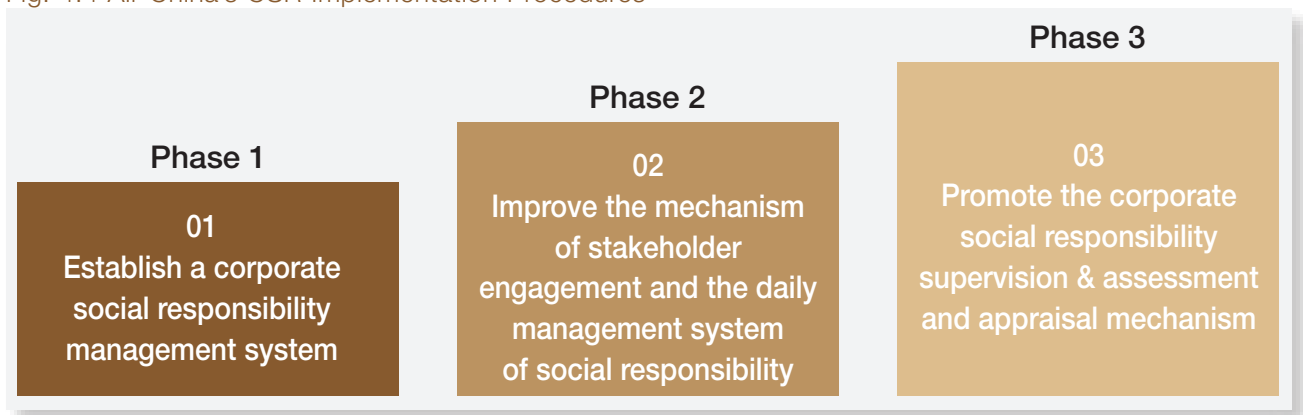 Phase 1
01
Establish a corporate
social responsibility
management system
Phase 2
02
Improve the mechanism
of stakeholder
engagement and the daily
management system
of social responsibility
Phase 3
03
Promote the corporate
social responsibility
supervision & assessment
and appraisal mechanism